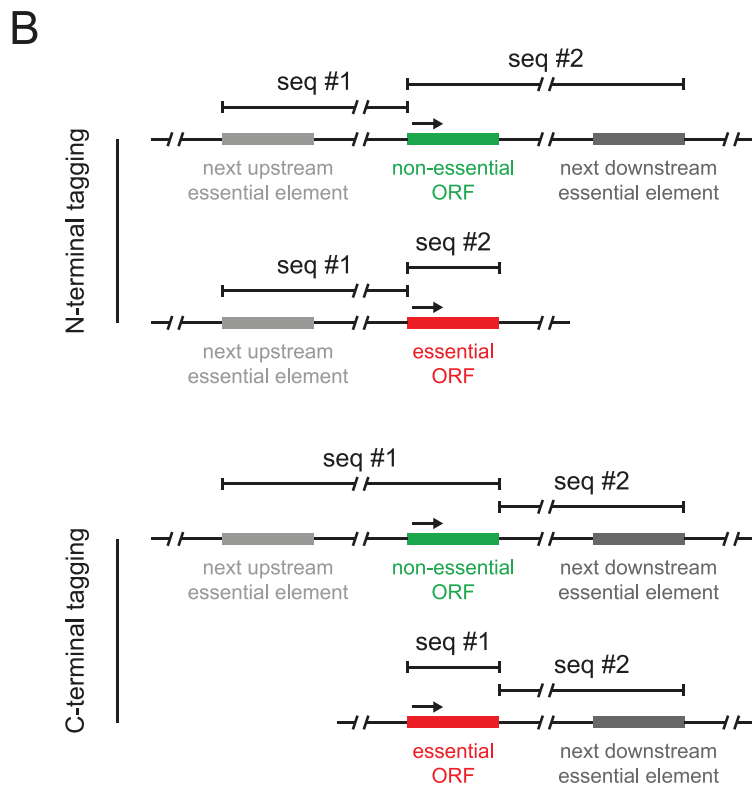 B
N-terminal tagging
seq #1
seq #2
next upstream
essential element
non-essential
ORF
next downstream
essential element
seq #1
seq #2
next upstream
essential element
essential
ORF
C-terminal tagging
seq #1
seq #2
next upstream
essential element
non-essential
ORF
next downstream
essential element
seq #1
seq #2
essential
ORF
next downstream
essential element